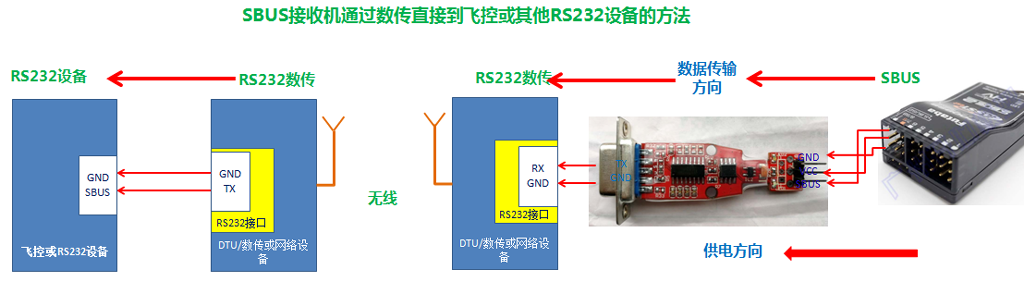 SBUS接收机通过数传直接到飞控或其他RS232设备的方法
RS232设备
RS232数传
RS232数传
数据传输
方向
SBUS
GND
SBUS
飞控或RS232设备
GND
TX
RS232接口
DTU/数传或网络设
备
无线
RX
GND
RS232接口
DTU/数传或网络设
备
TX
GND
GND
VCC
SBUS
Futaba
供电方向